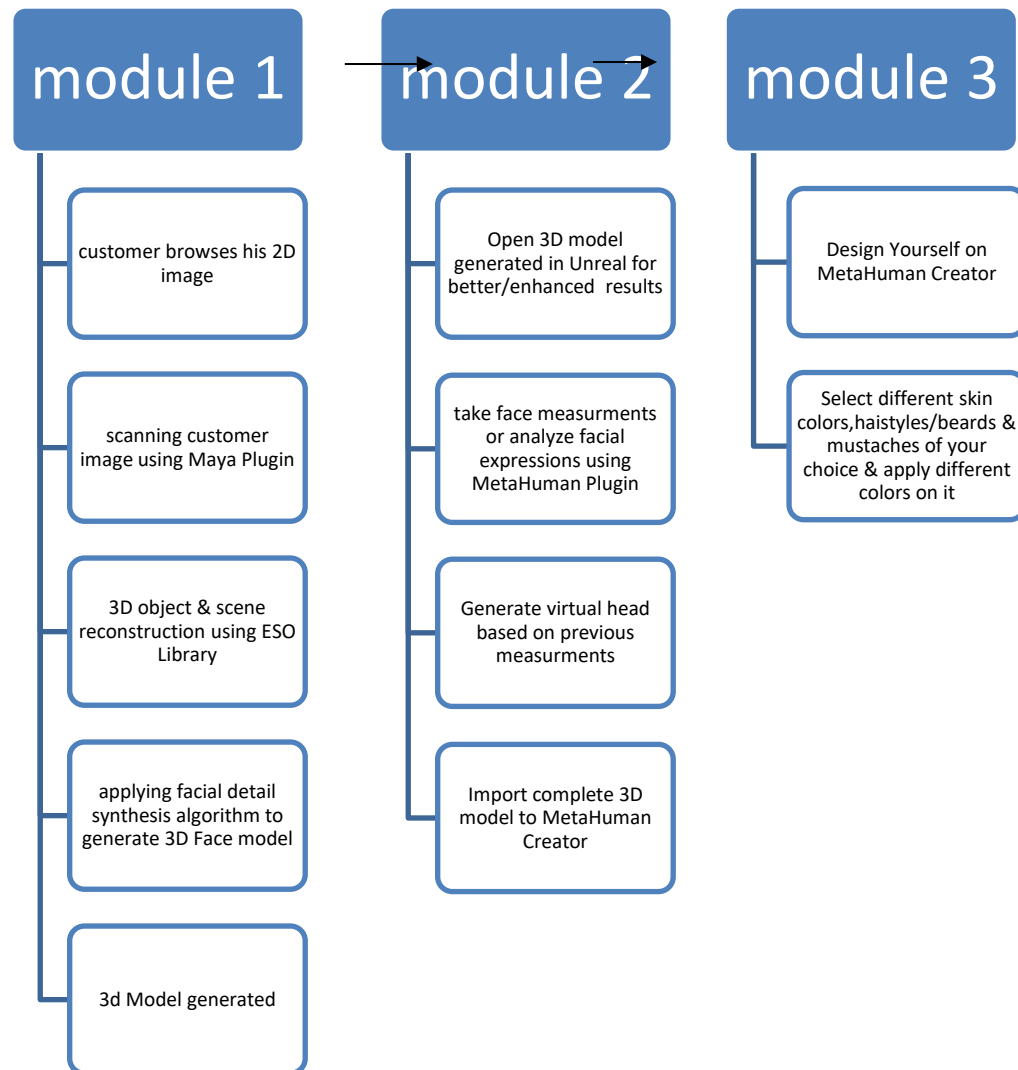 module 1
customer browses his 2D
image
scanning customer
image using Maya Plugin
3D object & scene
reconstruction using ESO
Library
applying facial detail
synthesis algorithm to
generate 3D Face model
3d Model generated
module 2
Open 3D model
generated in Unreal for
better/enhanced results
take face measurments
or analyze facial
expressions using
MetaHuman Plugin
Generate virtual head
based on previous
measurments
Import complete 3D
model to MetaHuman
Creator
module 3
Design Yourself on
MetaHuman Creator
Select different skin
colors,haistyles/beards &
mustaches of your
choice & apply different
colors on it